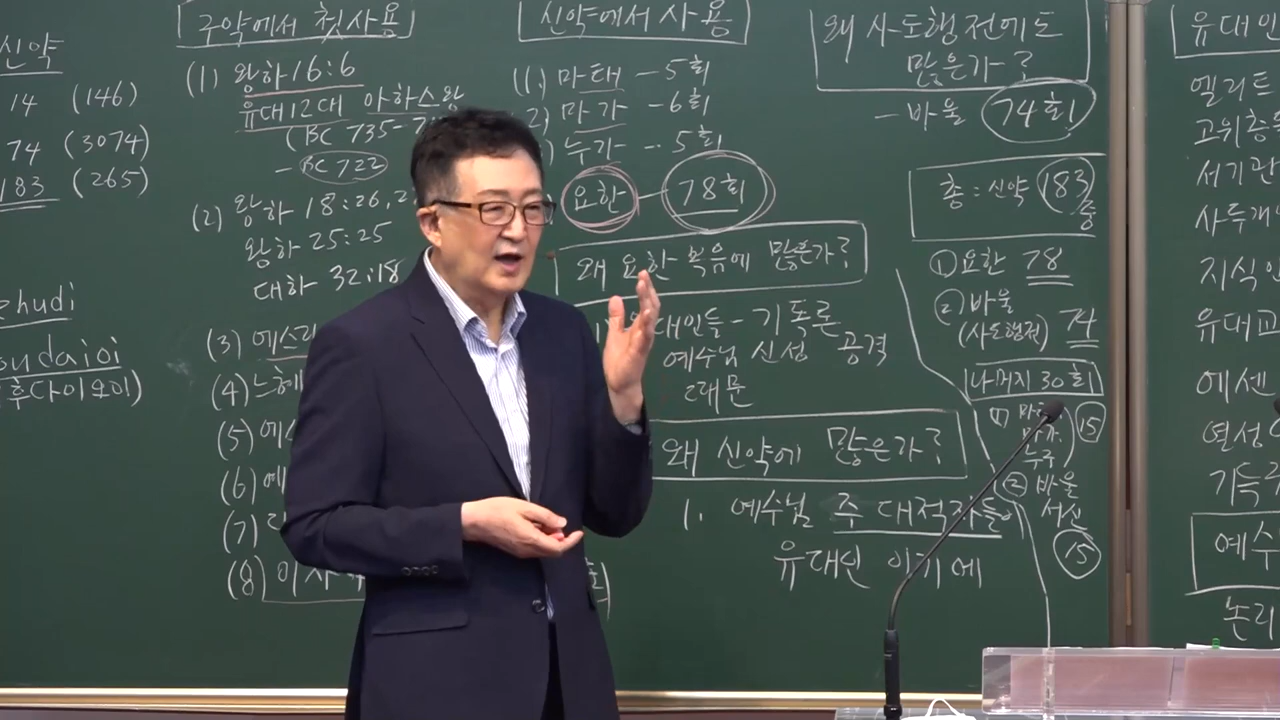 신약
14 (146)
74 (3074)
183 (265)
ehudi
oudaioi
후다이오이)
구약에서 첫사용
(1) 왕하 16:6
유대 12대 아하스왕
(BC 735-
- BC 722
(2) 왕하 18:26,2
왕하 25:25
대하 32:18
(3) 에스라
(4) 느헤
(5) 에스
(6) 예
(7)
(8) 이사
신약에서 사용
(1) 마태 - 5회
2) 마가 - 6회
) 누가 - 5회
요한 - 78회
왜 요한복음에 많은가?
대인들 - 기독론
예수님 신성 공격
때문
왜 신약에 많은가?
1. 예수님 주 대적자들
유대인 이기에
왜 사도행전에도
많은가?
- 바울 74회
총 : 신약 183
중
① 요한 78
② 바울
(사도행전) 74
나머지 30회
(1) 마태
마가
누가
15
② 바울
서신
15
유대인
엘리트
고위층
서기관
사두개
지식인
유대교
에센
열성
기득
예수
논리